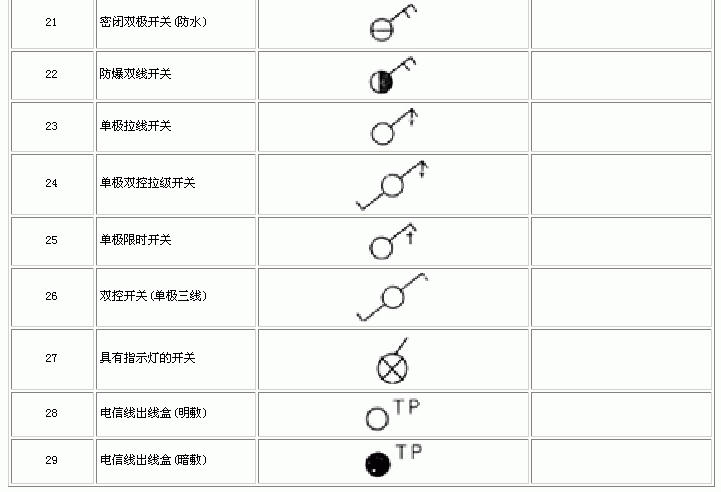 21 密闭双极开关(防水)
22 防爆双线开关
23 单极拉线开关
24 单极双控拉级开关
25 单极限时开关
26 双控开关(单极三线)
27 具有指示灯的开关
28 电信线出线盒(明敷) TP
29 电信线出线盒(暗敷) TP